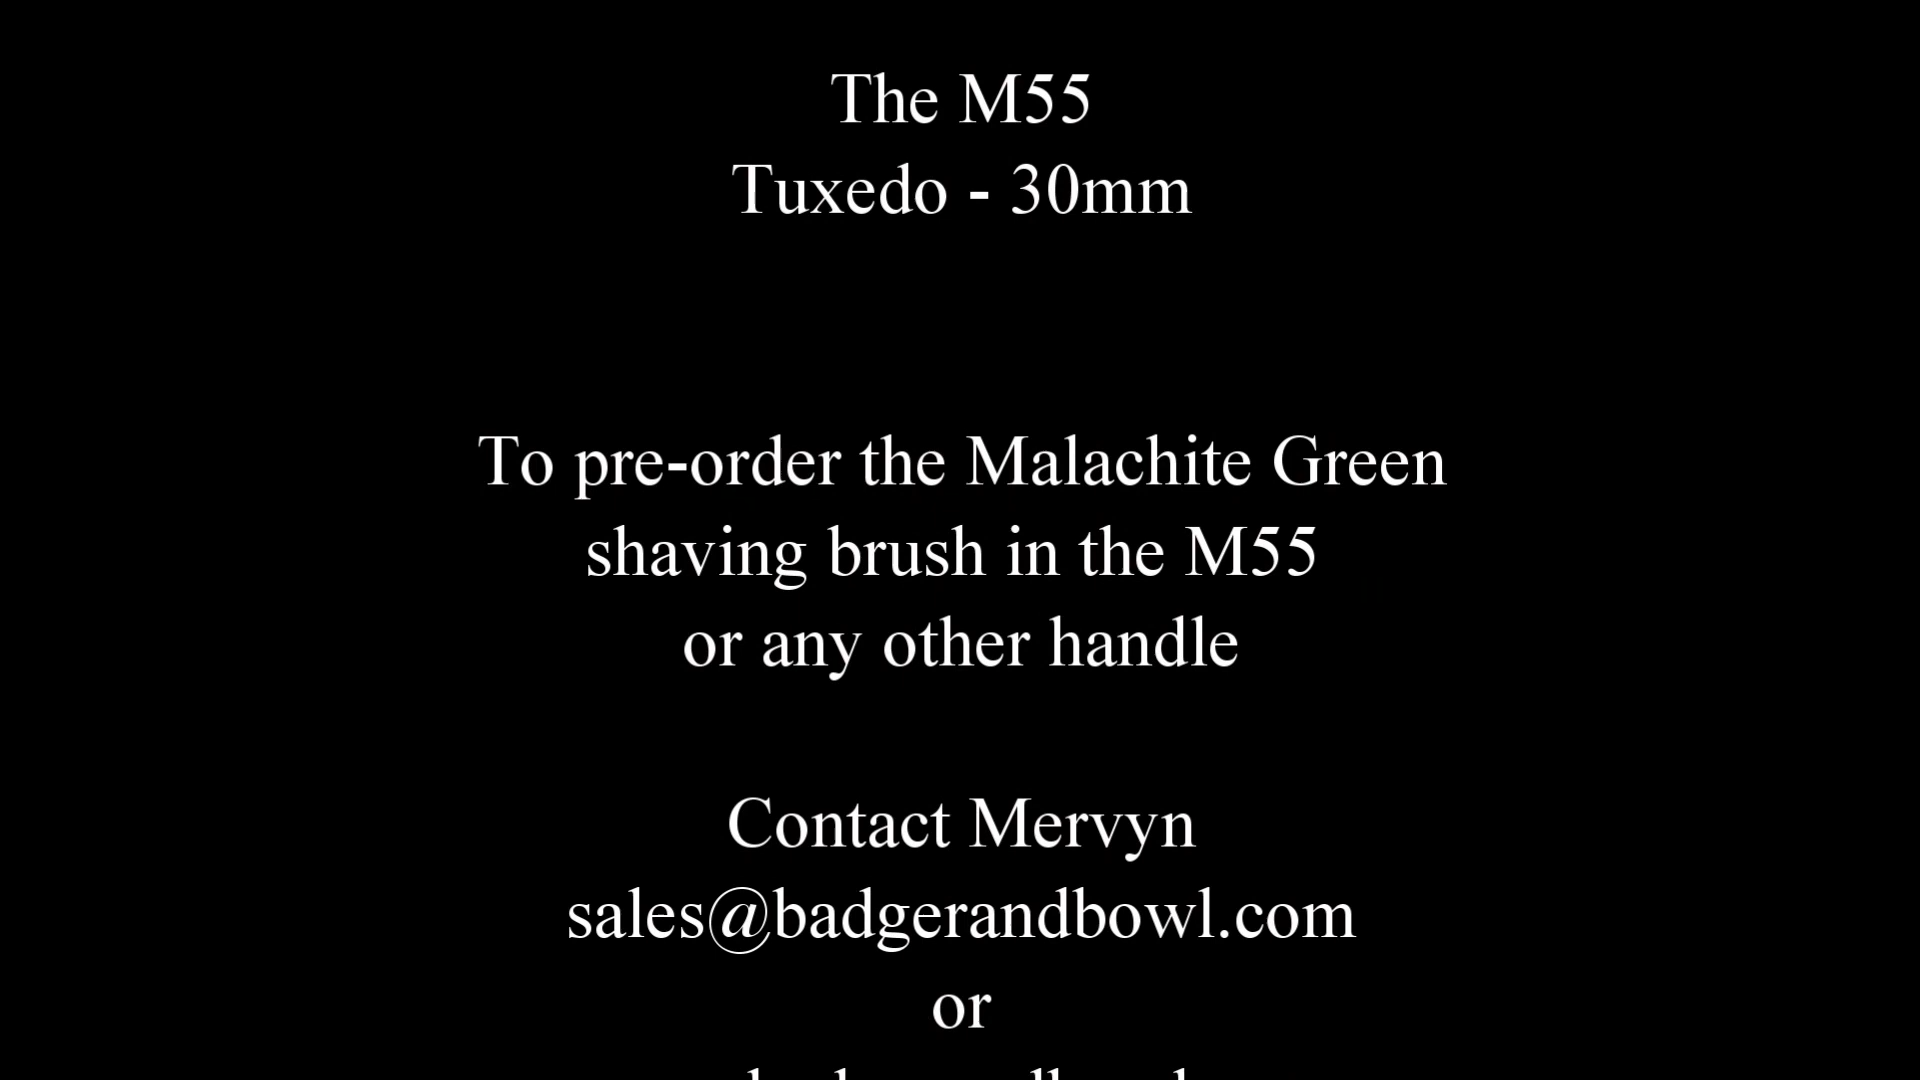 The M55
Tuxedo - 30mm
To pre-order the Malachite Green
shaving brush in the M55
or any other handle
Contact Mervyn
sales@badgerandbowl.com
or